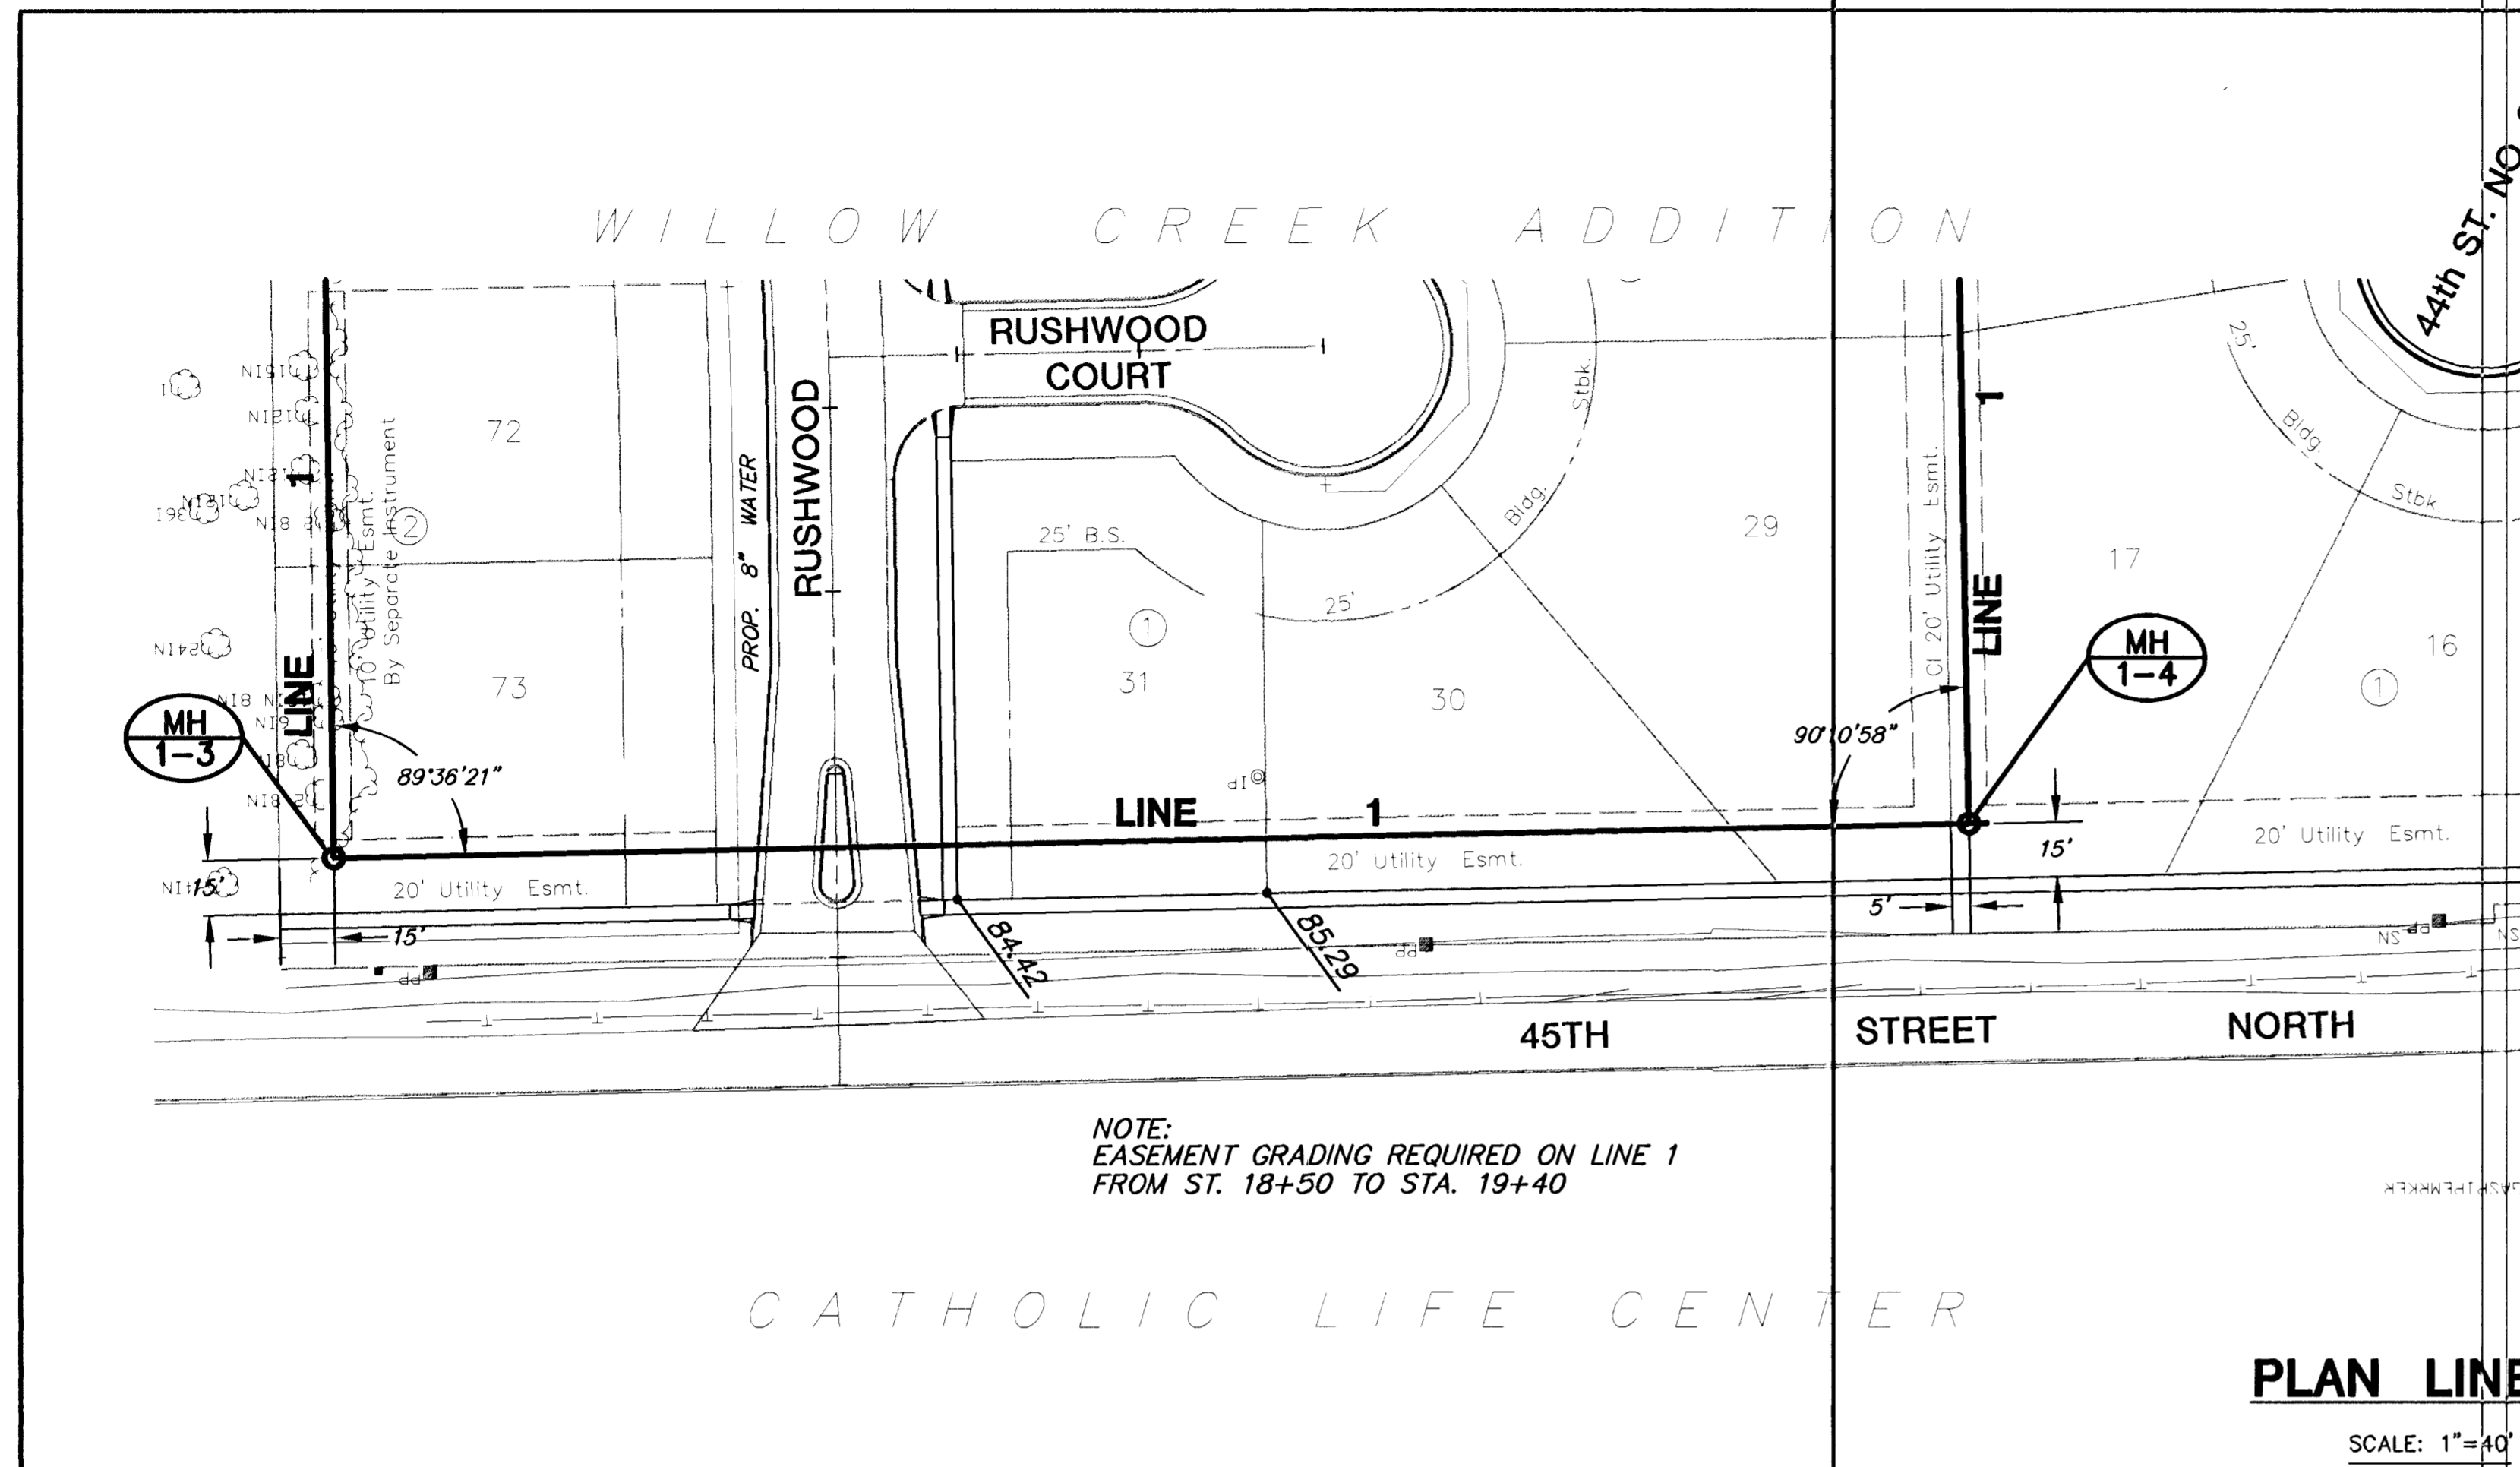 WILLOW CREEK ADDITION
44th ST. NO.
RUSHWOOD
COURT
RUSHWOOD
PROP. 8" WATER
72
73
2
10' Utility Esmt.
By Separate Instrument
LINE 1
MH
1-3
89°36'21"
15'
15'
20' Utility Esmt.
25' B.S.
1
31
30
29
25'
Bldg.
Stbk.
IP
LINE 1
20' Utility Esmt.
84.42
85.29
PP
PP
PP
90°10'58"
20' Utility Esmt.
LINE 1
MH
1-4
17
16
1
25'
Bldg.
Stbk.
15'
5'
20' Utility Esmt.
45TH STREET NORTH
NOTE:
EASEMENT GRADING REQUIRED ON LINE 1
FROM ST. 18+50 TO STA. 19+40
CATHOLIC LIFE CENTER
PLAN LINE
SCALE: 1"=40'